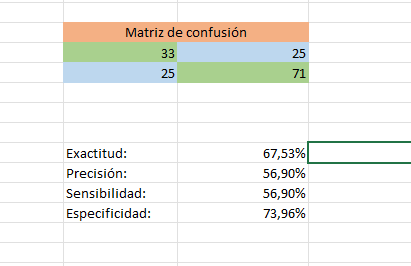 Matriz de confusión
33 25
25 71
Exactitud: 67,53%
Precisión: 56,90%
Sensibilidad: 56,90%
Especificidad: 73,96%